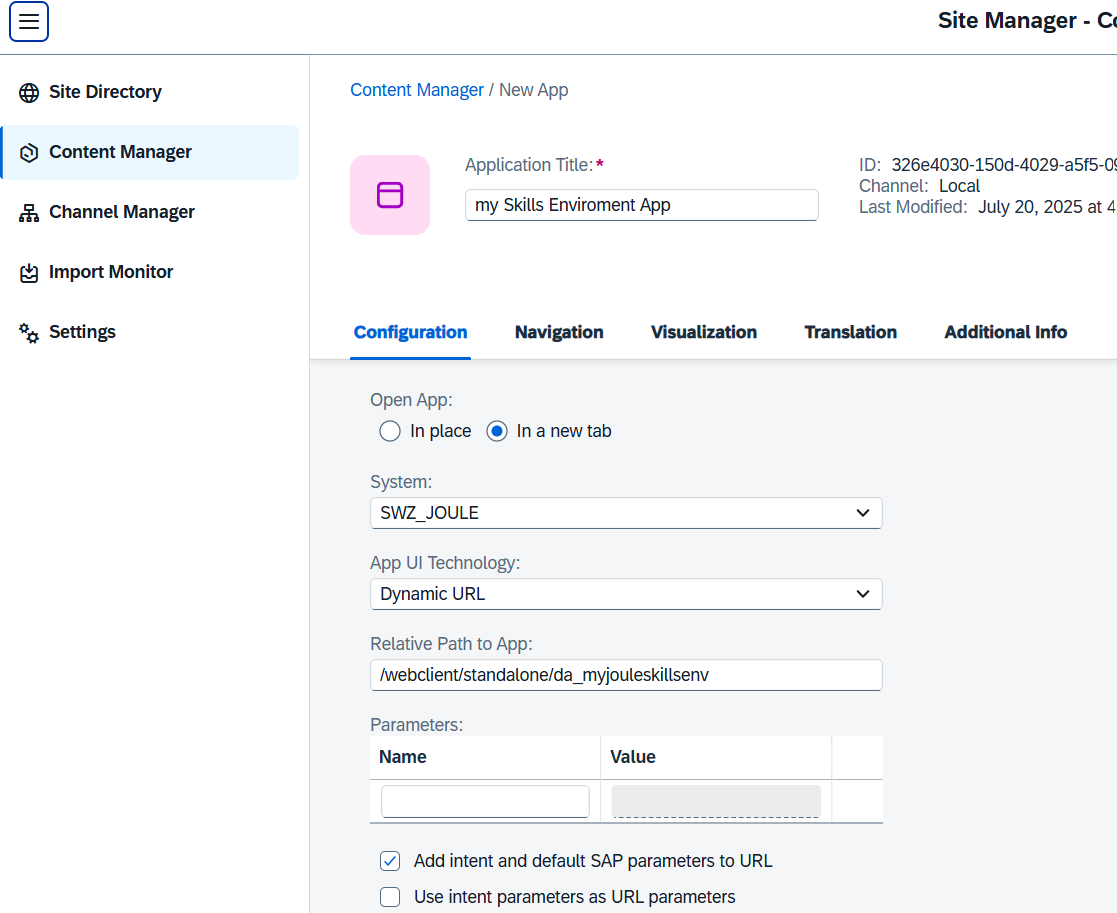 Site Manager - Co
Site Directory
Content Manager
Channel Manager
Import Monitor
Settings
Content Manager / New App
Application Title:*
my Skills Enviroment App
ID: 326e4030-150d-4029-a5f5-09
Channel: Local
Last Modified: July 20, 2025 at 4
Configuration
Navigation
Visualization
Translation
Additional Info
Open App:
In place
In a new tab
System:
SWZ_JOULE
App UI Technology:
Dynamic URL
Relative Path to App:
/webclient/standalone/da_myjouleskillsenv
Parameters:
Name
Value
Add intent and default SAP parameters to URL
Use intent parameters as URL parameters